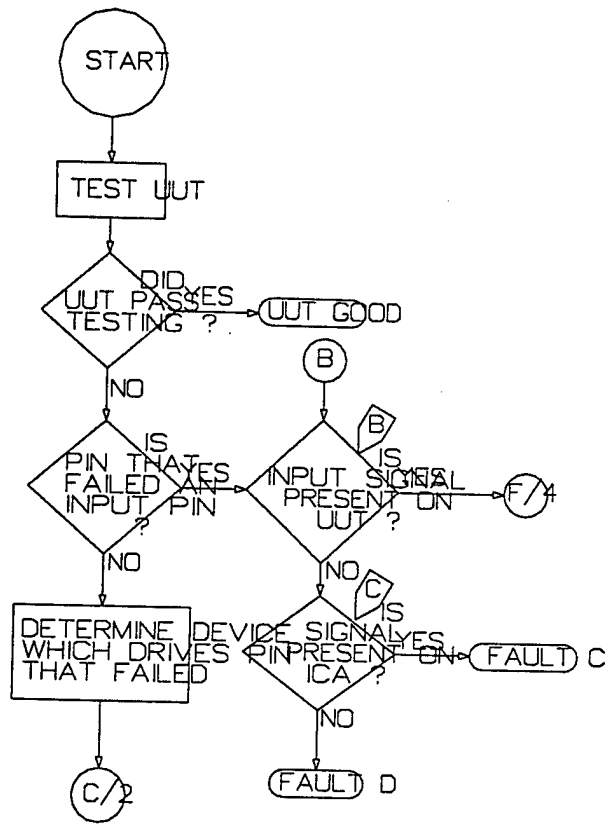 START
TEST UUT
DID
UUT PASS
TESTING ?
YES
UUT GOOD
NO
B
B
IS
PIN THAT
FAILED AN
INPUT PIN
?
YES
IS
INPUT SIGNAL
PRESENT ON
UUT ?
YES
F/4
NO
NO
C
DETERMINE DEVICE
WHICH DRIVES PIN
THAT FAILED
IS
SIGNAL
PRESENT ON
ICA ?
YES
FAULT C
NO
C/2
FAULT D